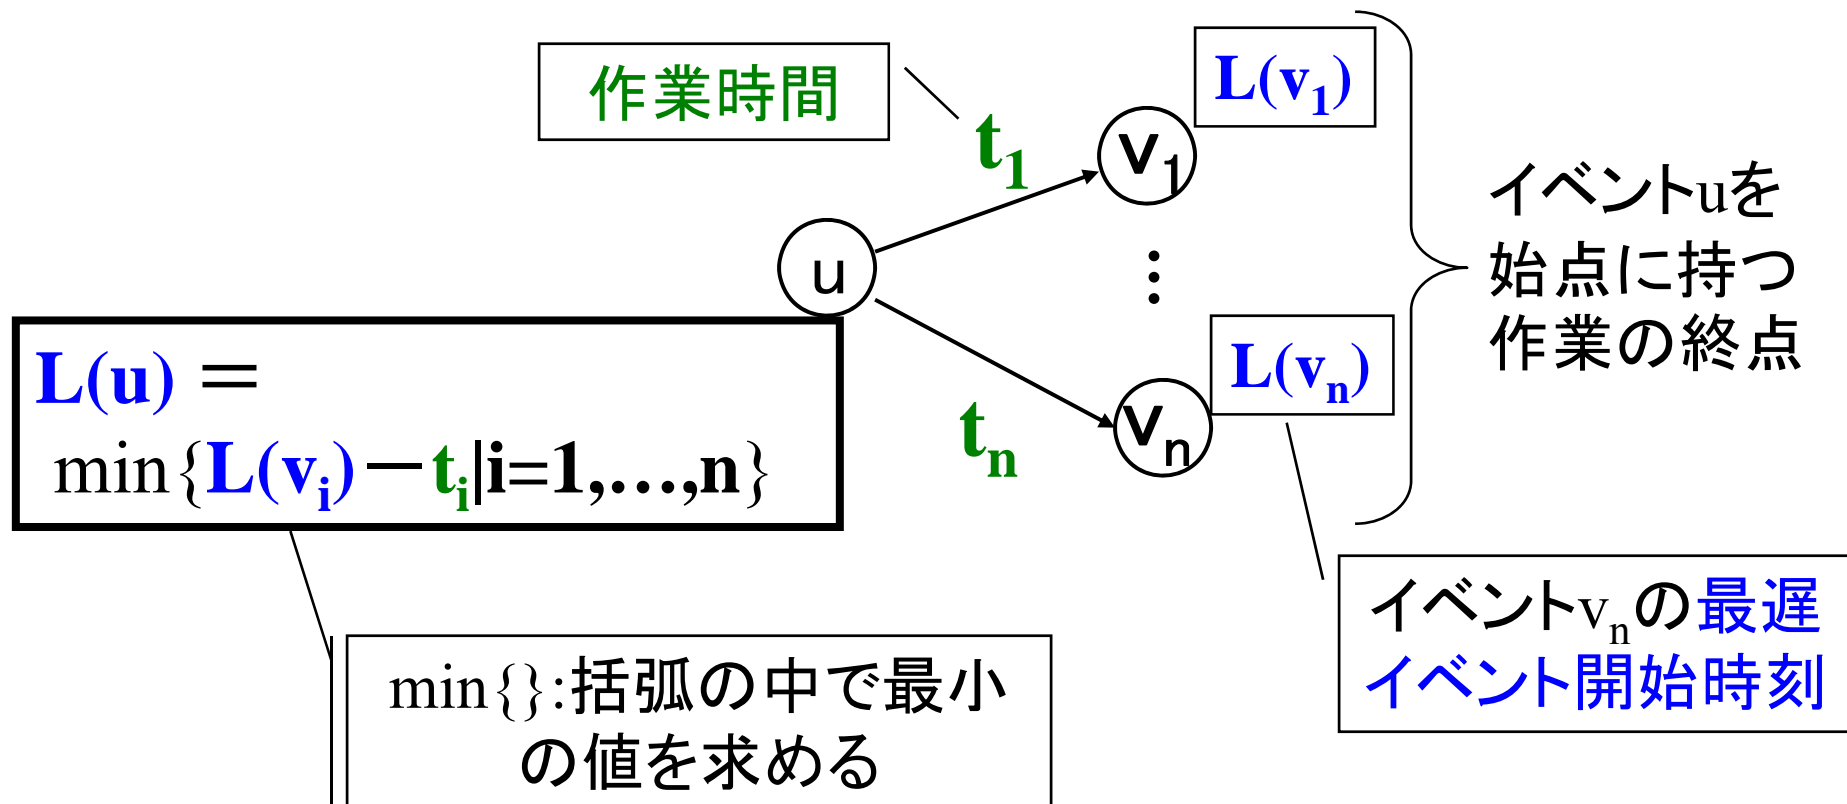 作業時間
t₁
v₁
L(v₁)
u
⋮
イベントuを
始点に持つ
作業の終点
L(u) =
min{L(vᵢ)－tᵢ|i=1,…,n}
tₙ
vₙ
L(vₙ)
イベントvₙの最遅
イベント開始時刻
min{}:括弧の中で最小
の値を求める